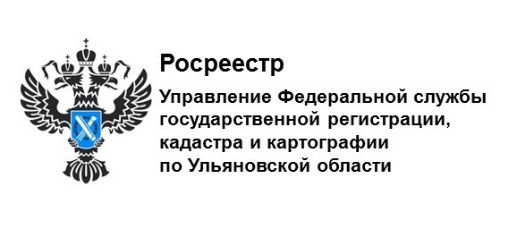 Росреестр
Управление Федеральной службы
государственной регистрации,
кадастра и картографии
по Ульяновской области